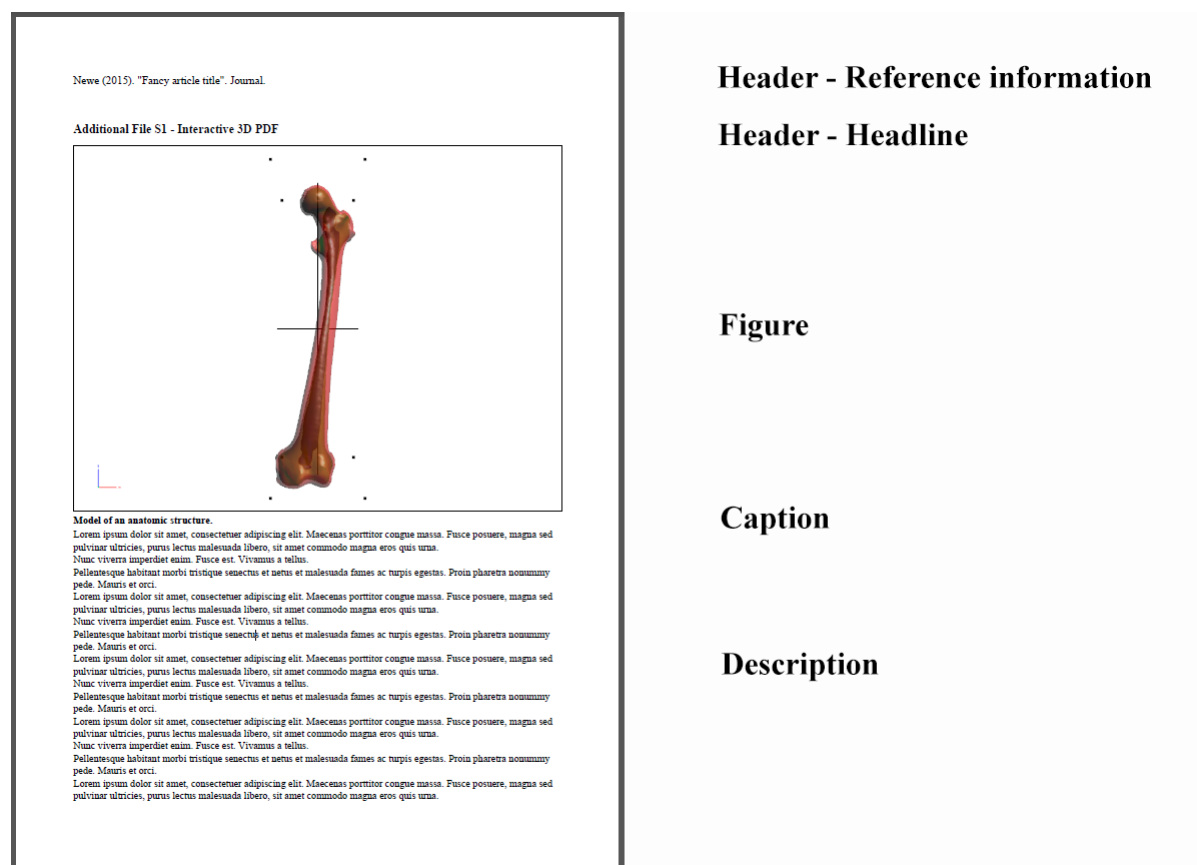 Newe (2015). "Fancy article title". Journal.
Header - Reference information
Additional File S1 - Interactive 3D PDF
Header - Headline
Figure
Model of an anatomic structure.
Caption
Lorem ipsum dolor sit amet, consectetuer adipiscing elit. Maecenas porttitor congue massa. Fusce posuere, magna sed
pulvinar ultricies, purus lectus malesuada libero, sit amet commodo magna eros quis urna.
Nunc viverra imperdiet enim. Fusce est. Vivamus a tellus.
Pellentesque habitant morbi tristique senectus et netus et malesuada fames ac turpis egestas. Proin pharetra nonummy
pede. Mauris et orci.
Lorem ipsum dolor sit amet, consectetuer adipiscing elit. Maecenas porttitor congue massa. Fusce posuere, magna sed
pulvinar ultricies, purus lectus malesuada libero, sit amet commodo magna eros quis urna.
Nunc viverra imperdiet enim. Fusce est. Vivamus a tellus.
Pellentesque habitant morbi tristique senectus et netus et malesuada fames ac turpis egestas. Proin pharetra nonummy
pede. Mauris et orci.
Lorem ipsum dolor sit amet, consectetuer adipiscing elit. Maecenas porttitor congue massa. Fusce posuere, magna sed
Description
pulvinar ultricies, purus lectus malesuada libero, sit amet commodo magna eros quis urna.
Nunc viverra imperdiet enim. Fusce est. Vivamus a tellus.
Pellentesque habitant morbi tristique senectus et netus et malesuada fames ac turpis egestas. Proin pharetra nonummy
pede. Mauris et orci.
Lorem ipsum dolor sit amet, consectetuer adipiscing elit. Maecenas porttitor congue massa. Fusce posuere, magna sed
pulvinar ultricies, purus lectus malesuada libero, sit amet commodo magna eros quis urna.
Nunc viverra imperdiet enim. Fusce est. Vivamus a tellus.
Pellentesque habitant morbi tristique senectus et netus et malesuada fames ac turpis egestas. Proin pharetra nonummy
pede. Mauris et orci.
Lorem ipsum dolor sit amet, consectetuer adipiscing elit. Maecenas porttitor congue massa. Fusce posuere, magna sed
pulvinar ultricies, purus lectus malesuada libero, sit amet commodo magna eros quis urna.